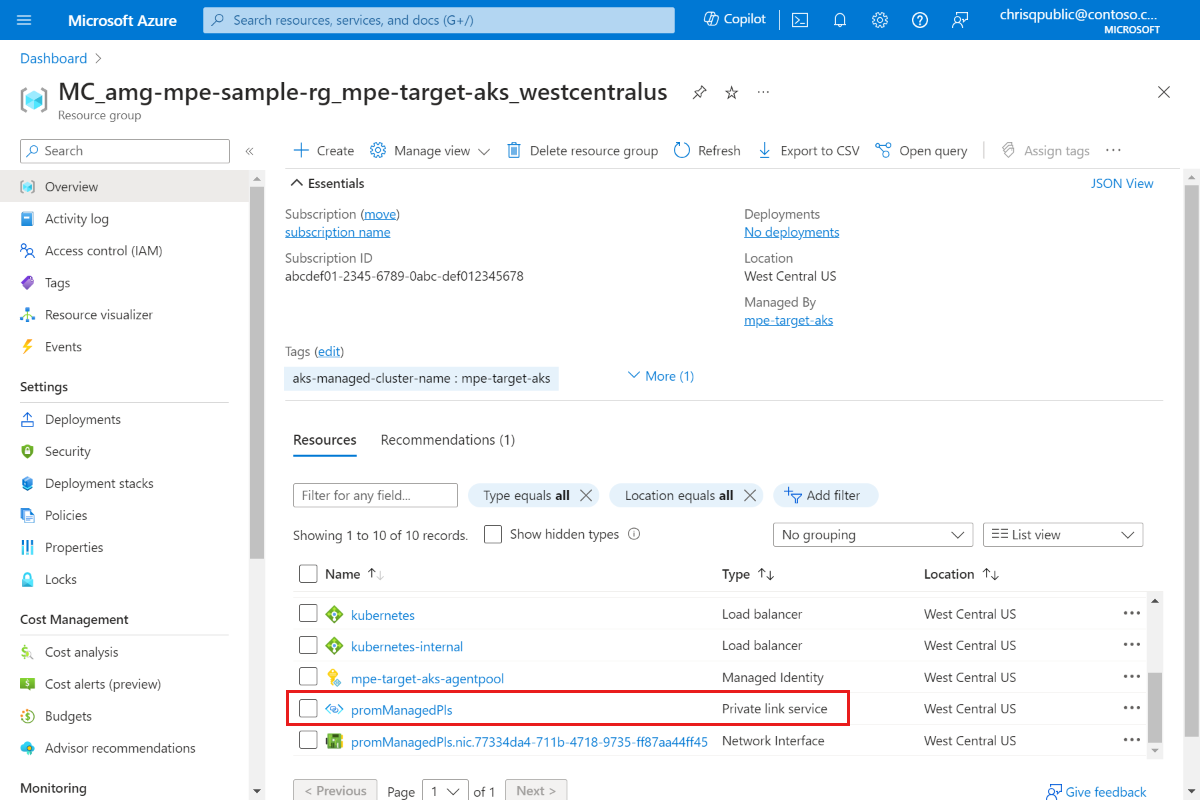 Microsoft Azure
Search resources, services, and docs (G+/)
Copilot
chrisqpublic@contoso.c...
MICROSOFT
Dashboard
MC_amg-mpe-sample-rg_mpe-target-aks_westcentralus
Resource group
Search
Create
Manage view
Delete resource group
Refresh
Export to CSV
Open query
Assign tags
Overview
Activity log
Access control (IAM)
Tags
Resource visualizer
Events
Settings
Deployments
Security
Deployment stacks
Policies
Properties
Locks
Cost Management
Cost analysis
Cost alerts (preview)
Budgets
Advisor recommendations
Monitoring
Essentials
JSON View
Subscription (move)
subscription name
Subscription ID
abcdef01-2345-6789-0abc-def012345678
Deployments
No deployments
Location
West Central US
Managed By
mpe-target-aks
Tags (edit)
aks-managed-cluster-name : mpe-target-aks
More (1)
Resources
Recommendations (1)
Filter for any field...
Type equals all
Location equals all
Add filter
Showing 1 to 10 of 10 records.
Show hidden types
No grouping
List view
Name Type Location
kubernetes Load balancer West Central US
kubernetes-internal Load balancer West Central US
mpe-target-aks-agentpool Managed Identity West Central US
promManagedPls Private link service West Central US
promManagedPls.nic.77334da4-711b-4718-9735-ff87aa44ff45 Network Interface West Central US
< Previous
Page 1 of 1
Next >
Give feedback